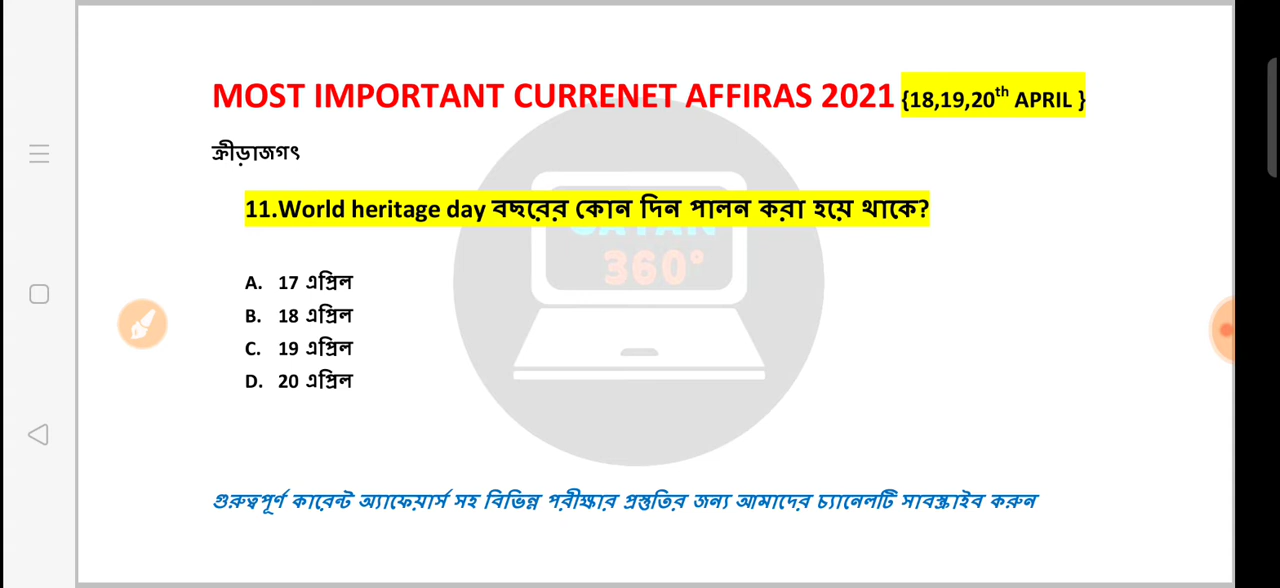 MOST IMPORTANT CURRENET AFFIRAS 2021 {18,19,20th APRIL }
ক্রীড়াজগৎ
11.World heritage day বছরের কোন দিন পালন করা হয়ে থাকে?
360°
A. 17 এপ্রিল
B. 18 এপ্রিল
C. 19 এপ্রিল
D. 20 এপ্রিল
গুরুত্বপূর্ণ কারেন্ট অ্যাফেয়ার্স সহ বিভিন্ন পরীক্ষার প্রস্তুতির জন্য আমাদের চ্যানেলটি সাবস্ক্রাইব করুন